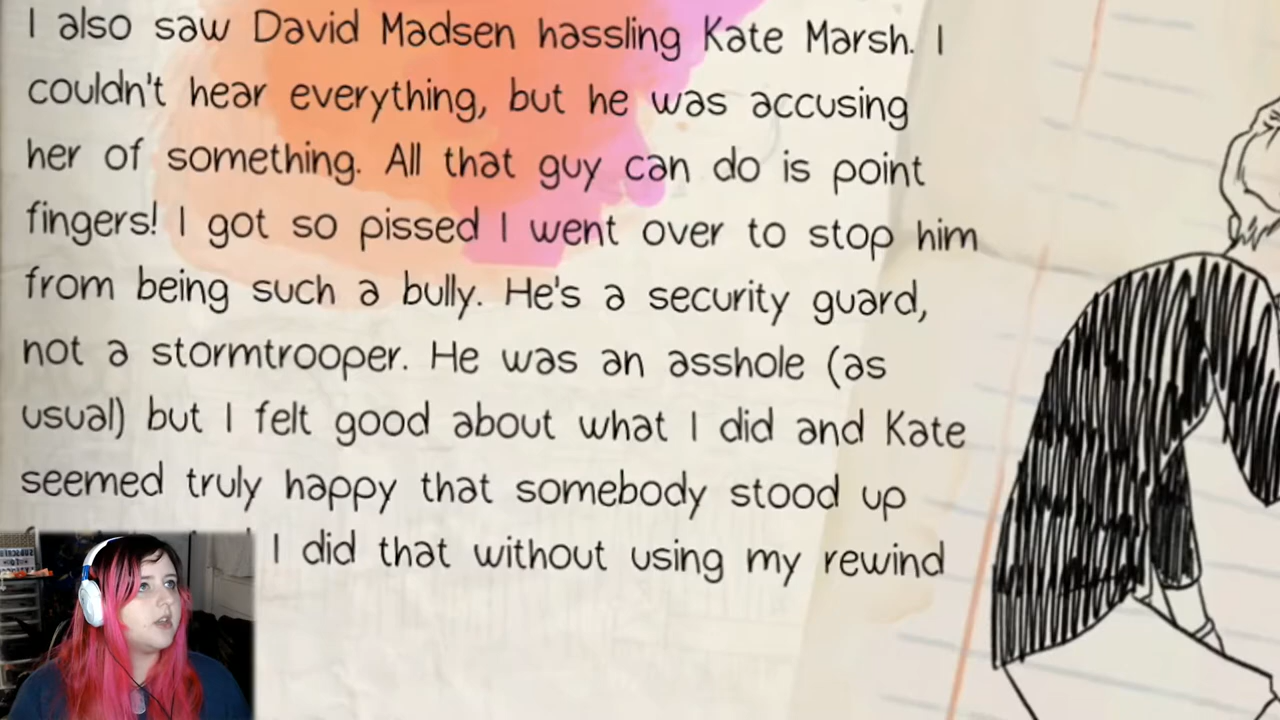 I also saw David Madsen hassling Kate Marsh. I
couldn't hear everything, but he was accusing
her of something. All that guy can do is point
fingers! I got so pissed I went over to stop him
from being such a bully. He's a security guard,
not a stormtrooper. He was an asshole (as
usual) but I felt good about what I did and Kate
seemed truly happy that somebody stood up
I did that without using my rewind